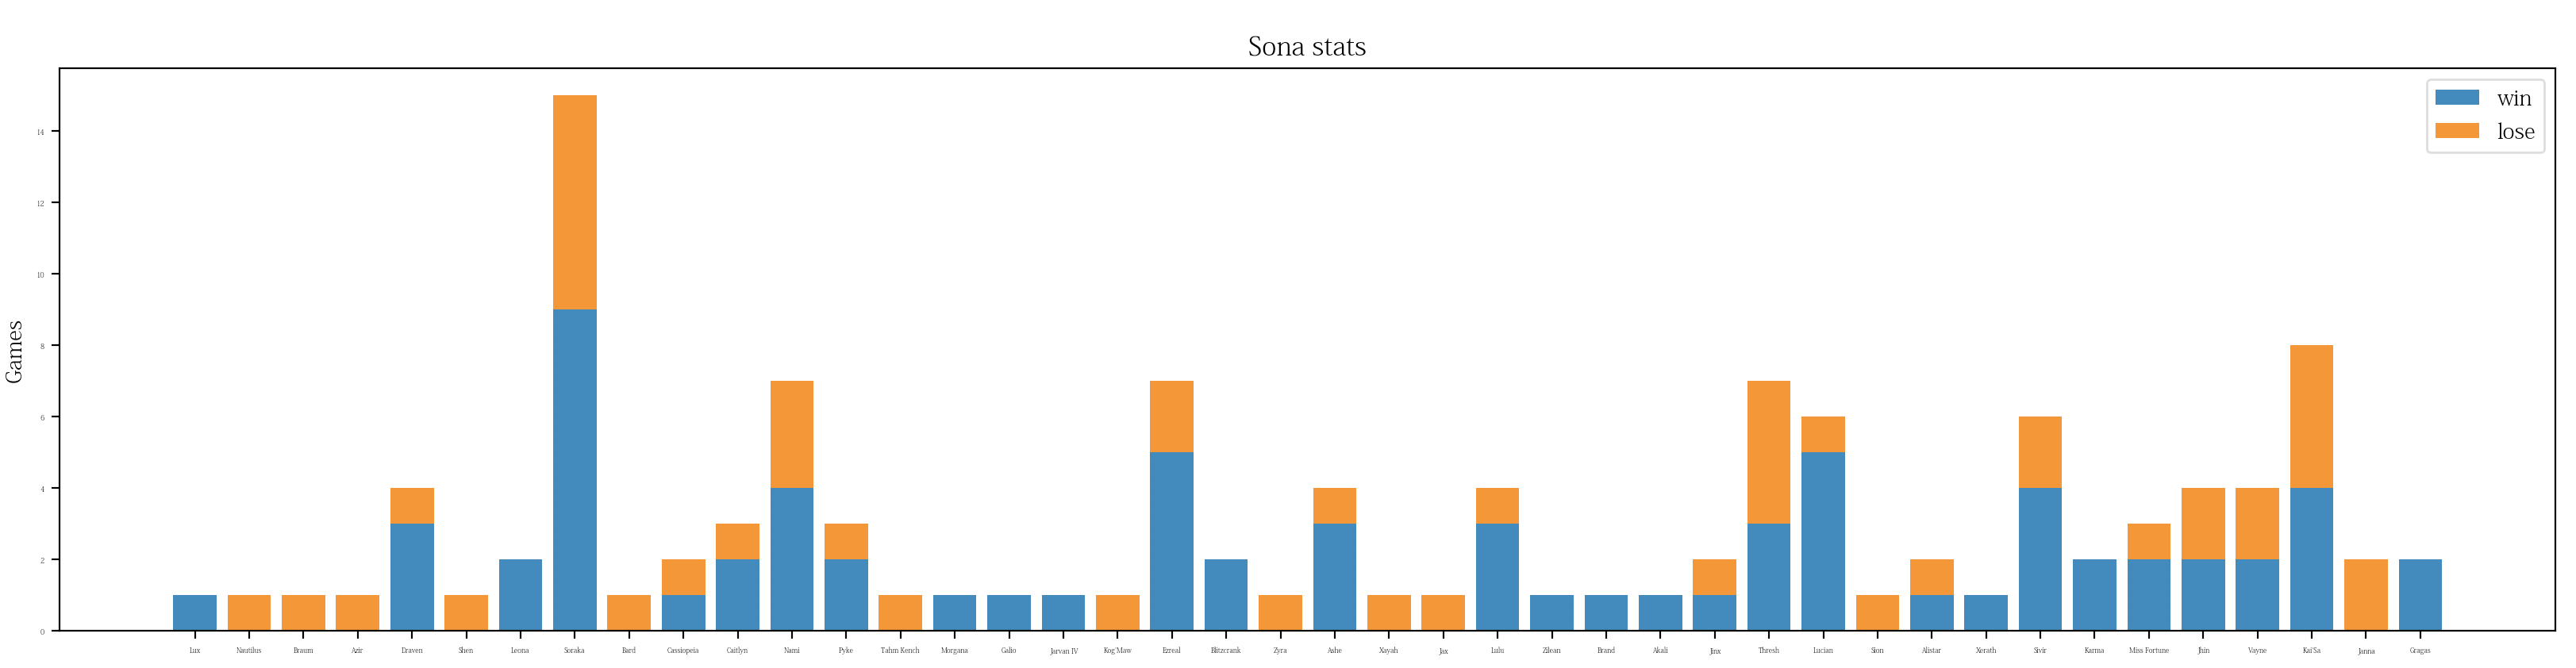 Sona stats
win
lose
Games
14
12
10
8
6
4
2
0
Lux Nautilus Braum Azir Draven Shen Leona Soraka Bard Cassiopeia Caitlyn Nami Pyke Tahm Kench Morgana Galio Jarvan IV Kog'Maw Ezreal Blitzcrank Zyra Ashe Xayah Jax Lulu Zilean Brand Akali Jinx Thresh Lucian Sion Alistar Xerath Sivir Karma Miss Fortune Jhin Vayne Kai'Sa Janna Gragas